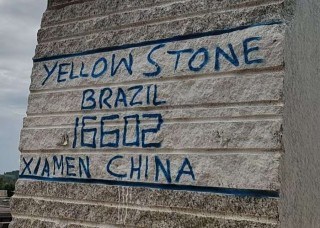 YELLOW STONE
BRAZIL
16602
XIAMEN CHINA